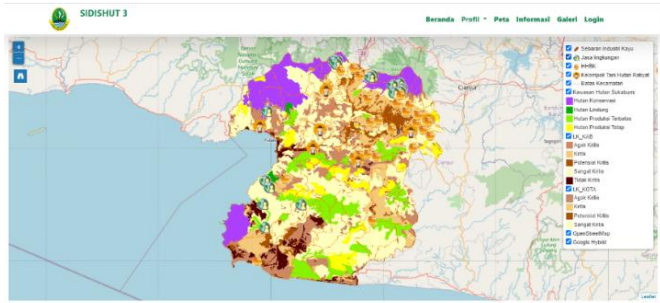 SIDISHUT 3
Beranda Profil Peta Informasi Galeri Login
Sebaran Industri Kayu
Jasa lingkungan
HHBK
Kelompok Tani Hutan Rakyat
Batas Kecamatan
Kawasan Hutan Sukabumi
Hutan Konservasi
Hutan Lindung
Hutan Produksi Terbatas
Hutan Produksi Tetap
LK_KAB
Agak Kritis
Kritis
Potensial Kritis
Sangat Kritis
Tidak Kritis
LK_KOTA
Agak Kritis
Kritis
Potensial Kritis
Sangat Kritis
OpenStreetMap
Google Hybrid
Cianjur
Leaflet